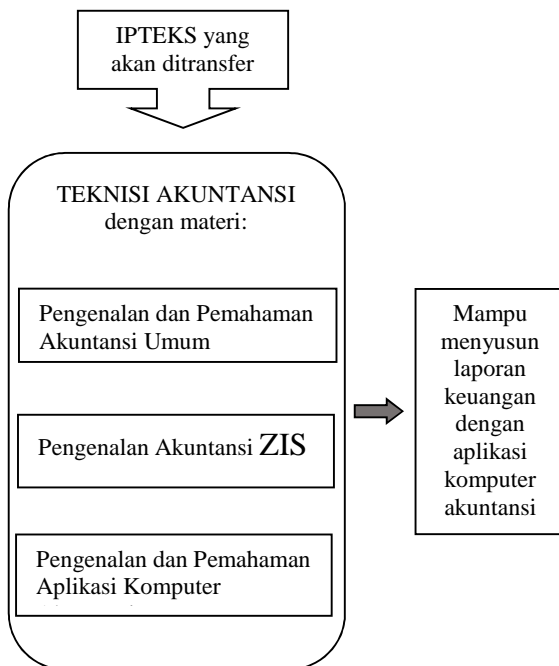 IPTEKS yang
akan ditransfer
TEKNISI AKUNTANSI
dengan materi:
Pengenalan dan Pemahaman
Akuntansi Umum
Pengenalan Akuntansi ZIS
Pengenalan dan Pemahaman
Aplikasi Komputer
Mampu
menyusun
laporan
keuangan
dengan
aplikasi
komputer
akuntansi